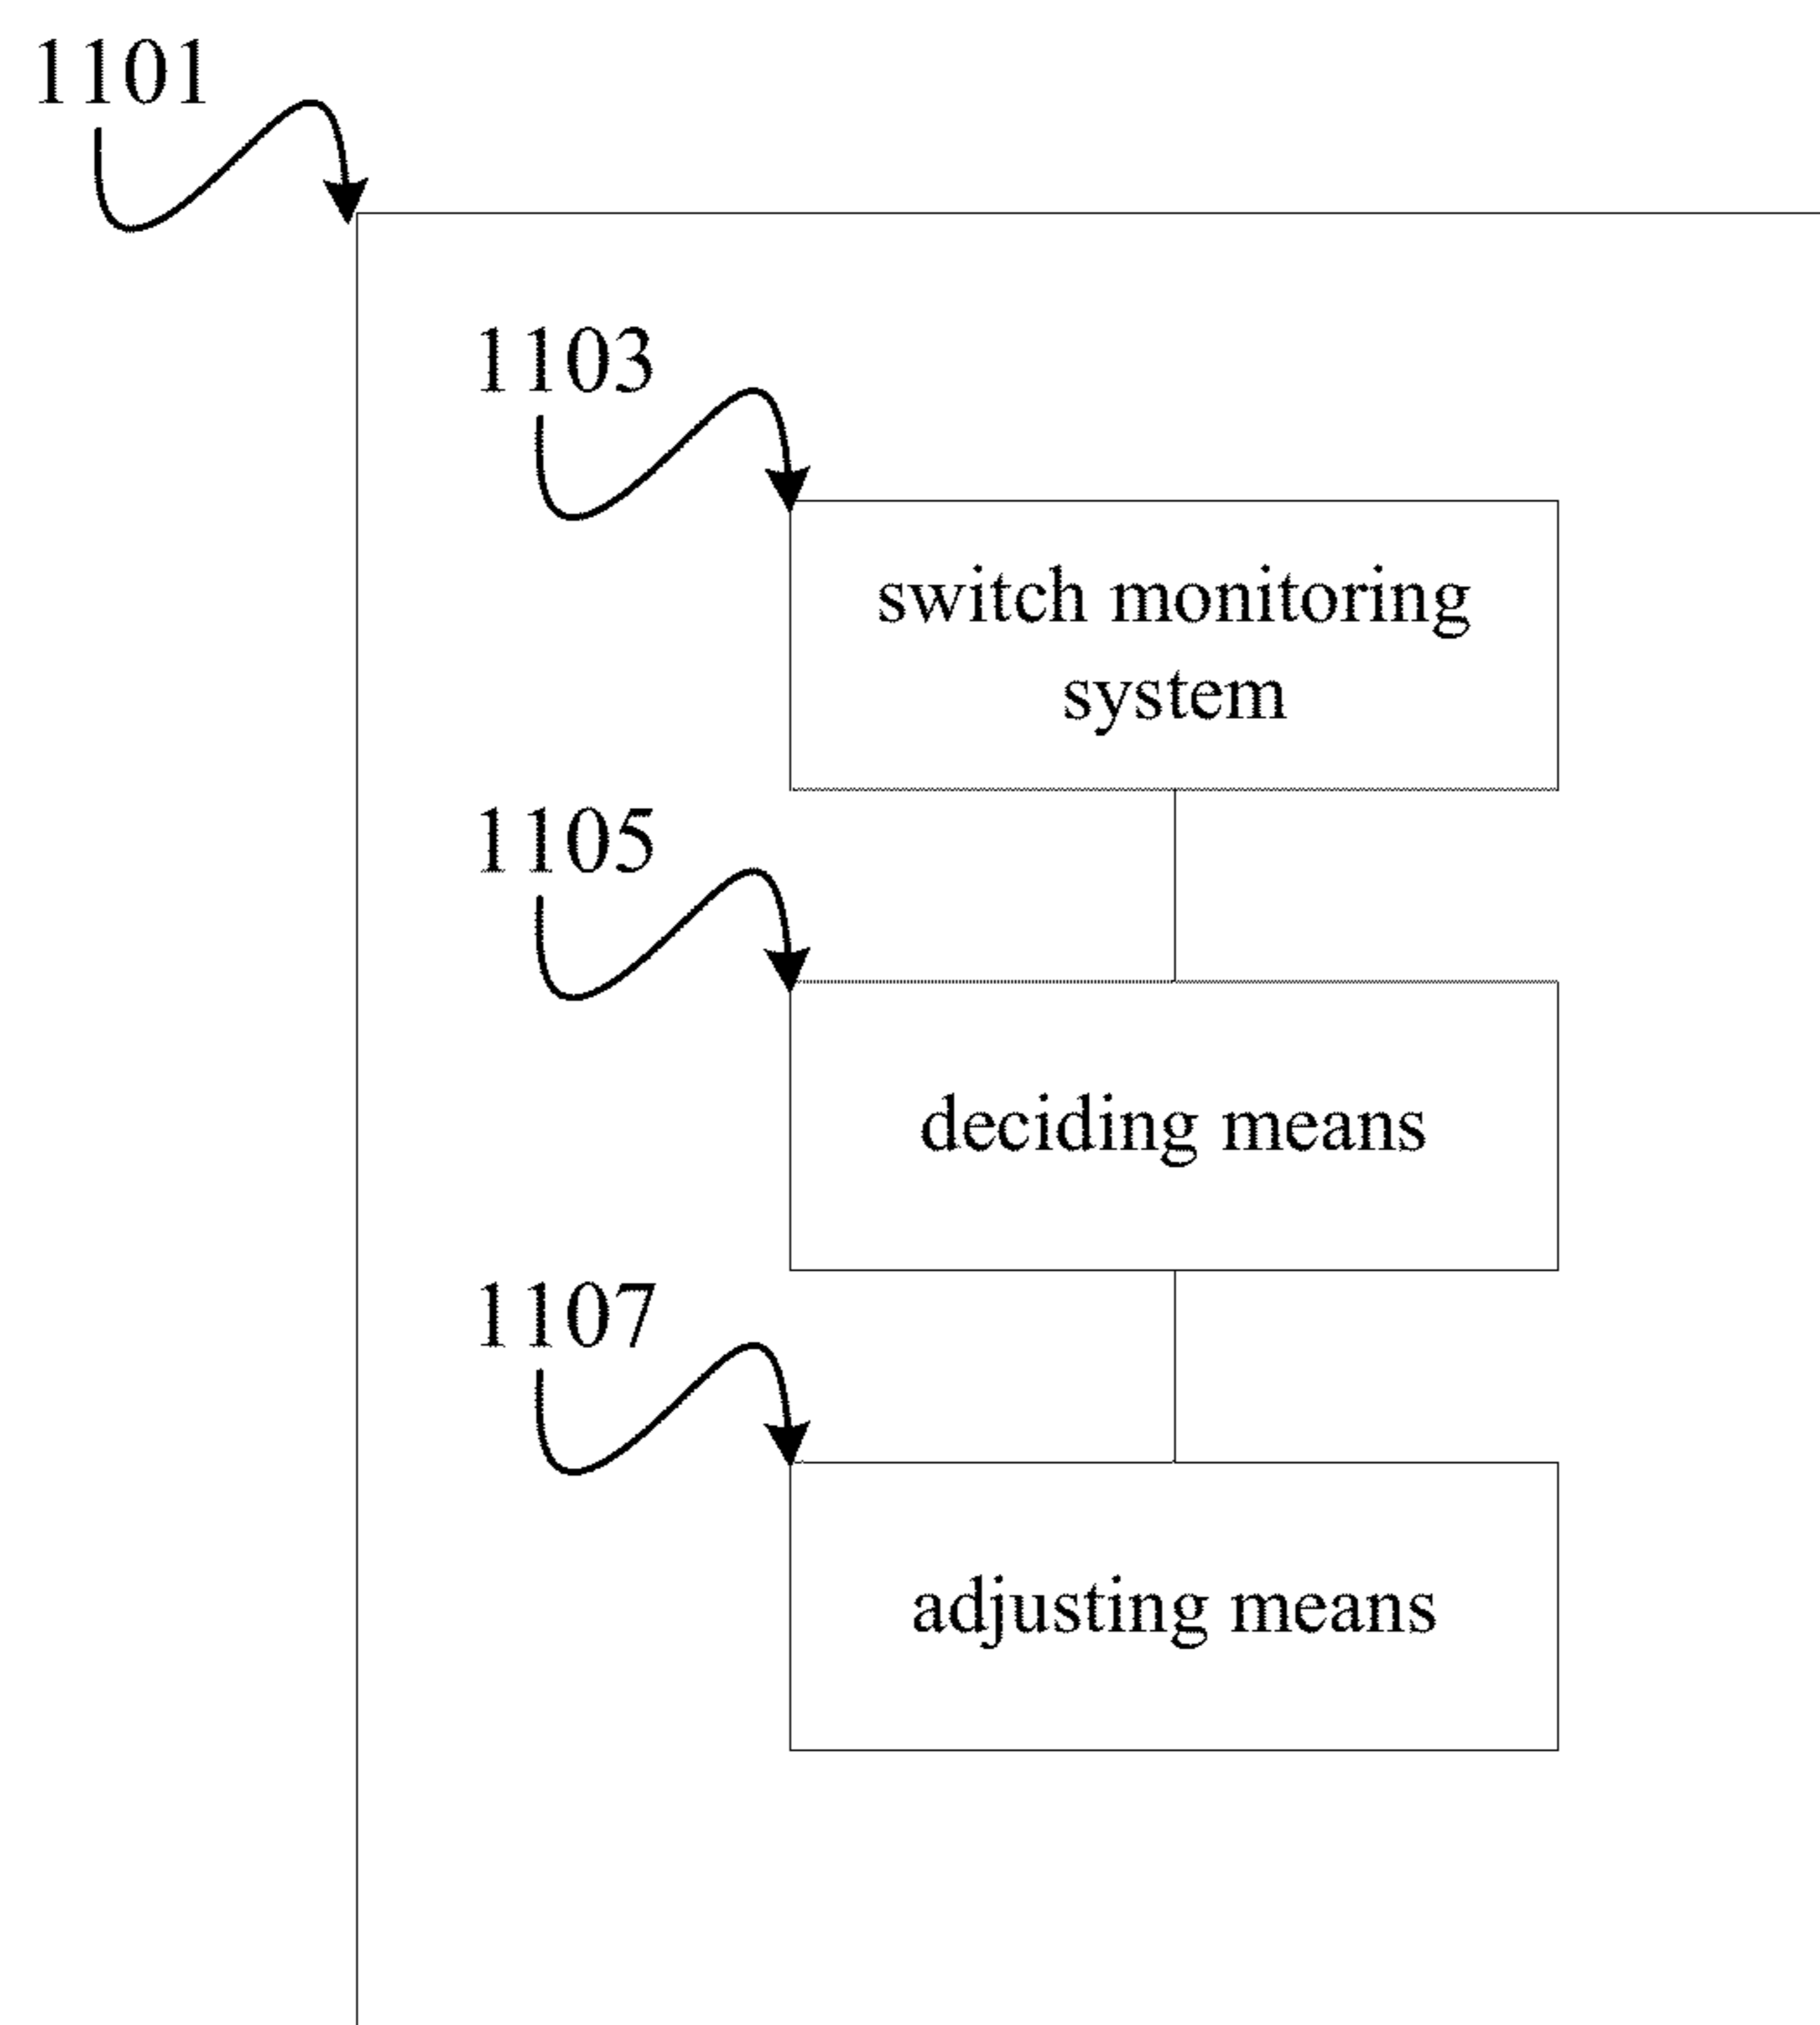 1101
1103
switch monitoring
system
1105
deciding means
1107
adjusting means